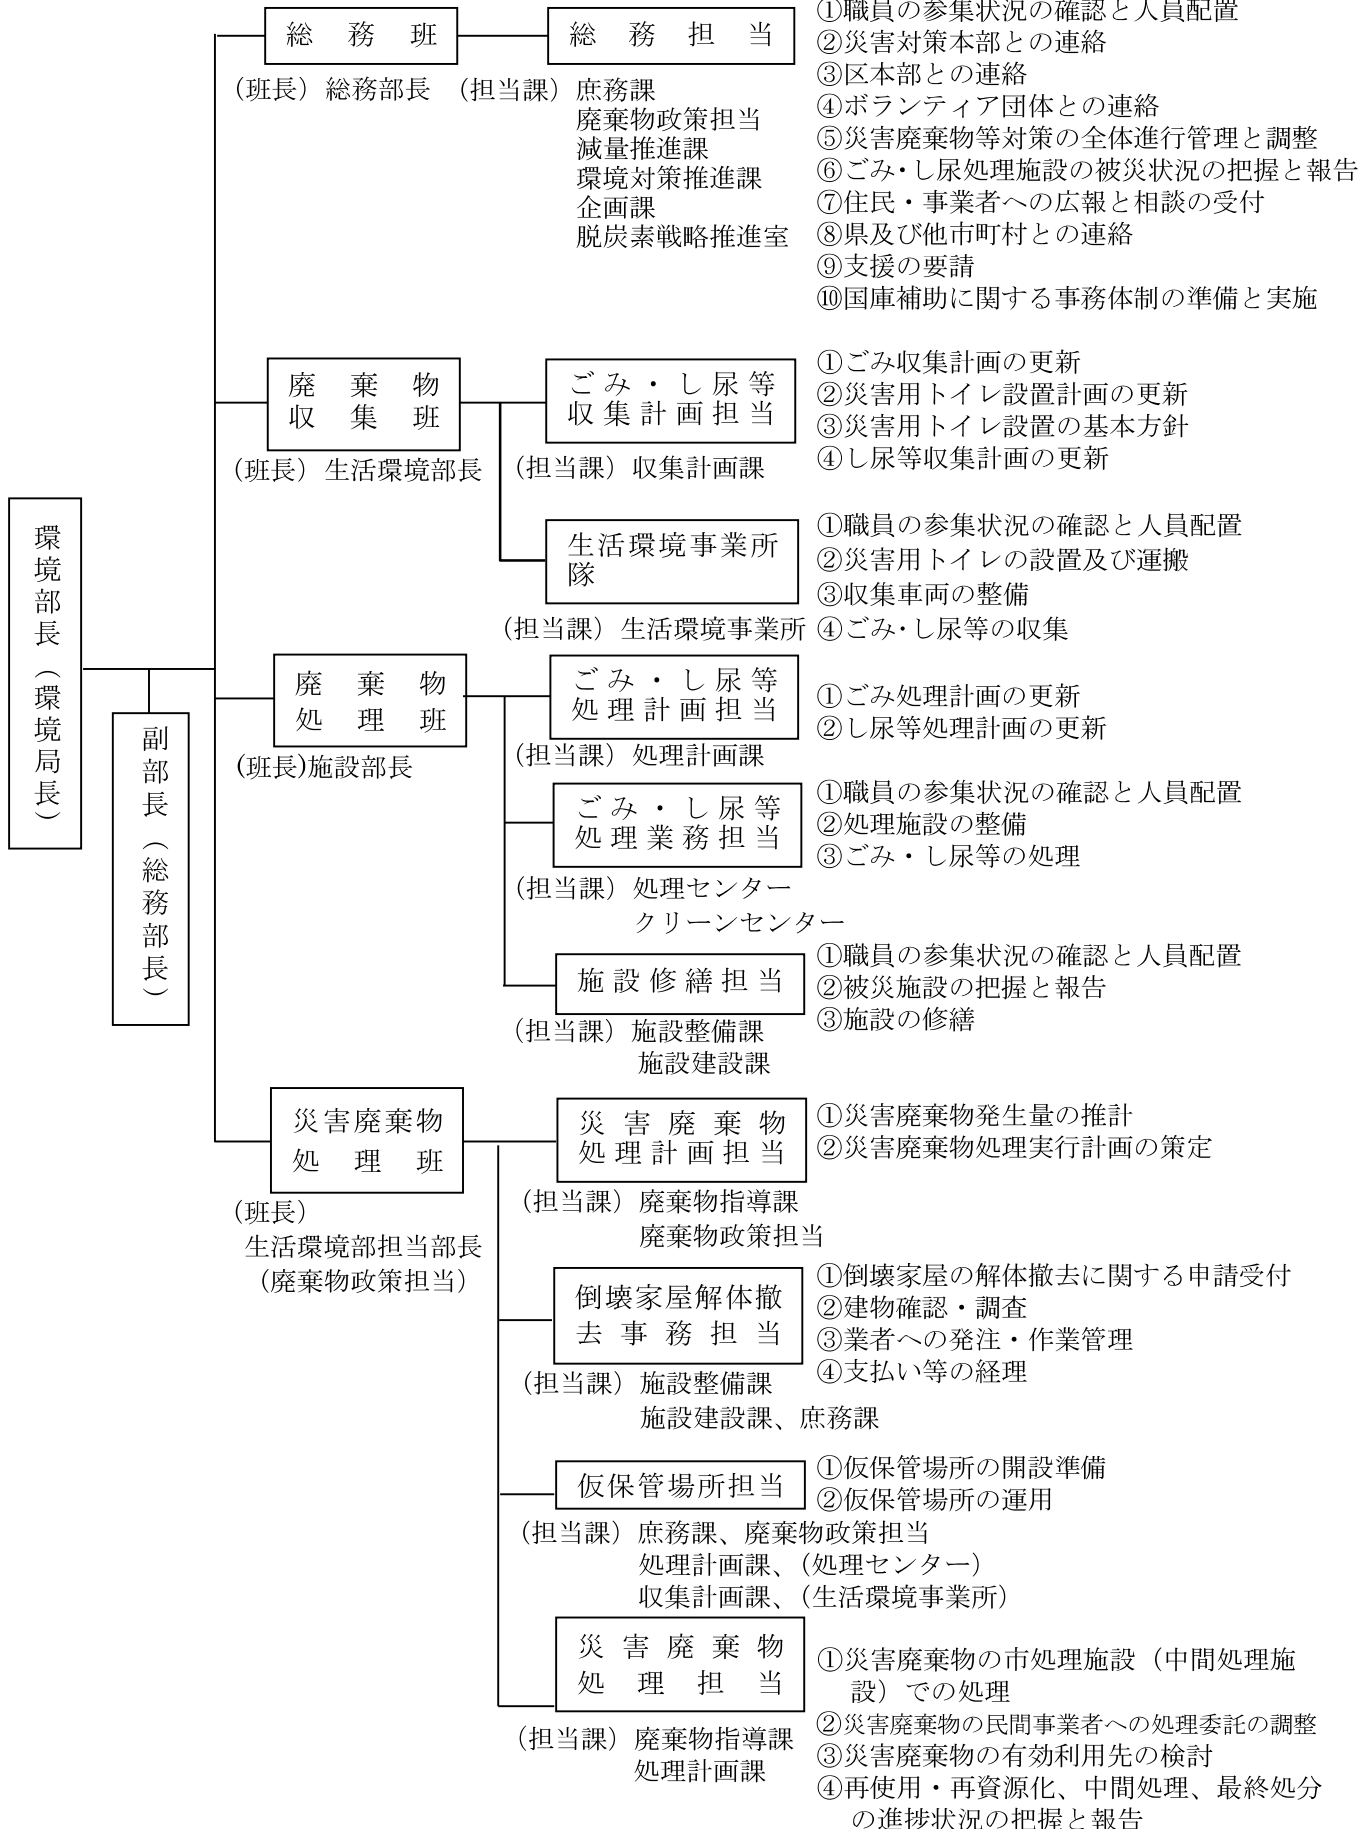 環境部長（環境局長）
副部長（総務部長）
総務班
（班長）総務部長
総務担当
（担当課）庶務課
廃棄物政策担当
減量推進課
環境対策推進課
企画課
脱炭素戦略推進室
①職員の参集状況の確認と人員配置
②災害対策本部との連絡
③区本部との連絡
④ボランティア団体との連絡
⑤災害廃棄物等対策の全体進行管理と調整
⑥ごみ・し尿処理施設の被災状況の把握と報告
⑦住民・事業者への広報と相談の受付
⑧県及び他市町村との連絡
⑨支援の要請
⑩国庫補助に関する事務体制の準備と実施
廃棄物
収集班
（班長）生活環境部長
ごみ・し尿等
収集計画担当
（担当課）収集計画課
①ごみ収集計画の更新
②災害用トイレ設置計画の更新
③災害用トイレ設置の基本方針
④し尿等収集計画の更新
生活環境事業所
隊
（担当課）生活環境事業所
①職員の参集状況の確認と人員配置
②災害用トイレの設置及び運搬
③収集車両の整備
④ごみ・し尿等の収集
廃棄物
処理班
(班長)施設部長
ごみ・し尿等
処理計画担当
（担当課）処理計画課
①ごみ処理計画の更新
②し尿等処理計画の更新
ごみ・し尿等
処理業務担当
（担当課）処理センター
クリーンセンター
①職員の参集状況の確認と人員配置
②処理施設の整備
③ごみ・し尿等の処理
施設修繕担当
（担当課）施設整備課
施設建設課
①職員の参集状況の確認と人員配置
②被災施設の把握と報告
③施設の修繕
災害廃棄物
処理班
（班長）
生活環境部担当部長
（廃棄物政策担当）
災害廃棄物
処理計画担当
（担当課）廃棄物指導課
廃棄物政策担当
①災害廃棄物発生量の推計
②災害廃棄物処理実行計画の策定
倒壊家屋解体撤
去事務担当
（担当課）施設整備課
施設建設課、庶務課
①倒壊家屋の解体撤去に関する申請受付
②建物確認・調査
③業者への発注・作業管理
④支払い等の経理
仮保管場所担当
（担当課）庶務課、廃棄物政策担当
処理計画課、（処理センター）
収集計画課、（生活環境事業所）
①仮保管場所の開設準備
②仮保管場所の運用
災害廃棄物
処理担当
（担当課）廃棄物指導課
処理計画課
①災害廃棄物の市処理施設（中間処理施
設）での処理
②災害廃棄物の民間事業者への処理委託の調整
③災害廃棄物の有効利用先の検討
④再使用・再資源化、中間処理、最終処分
の進捗状況の把握と報告